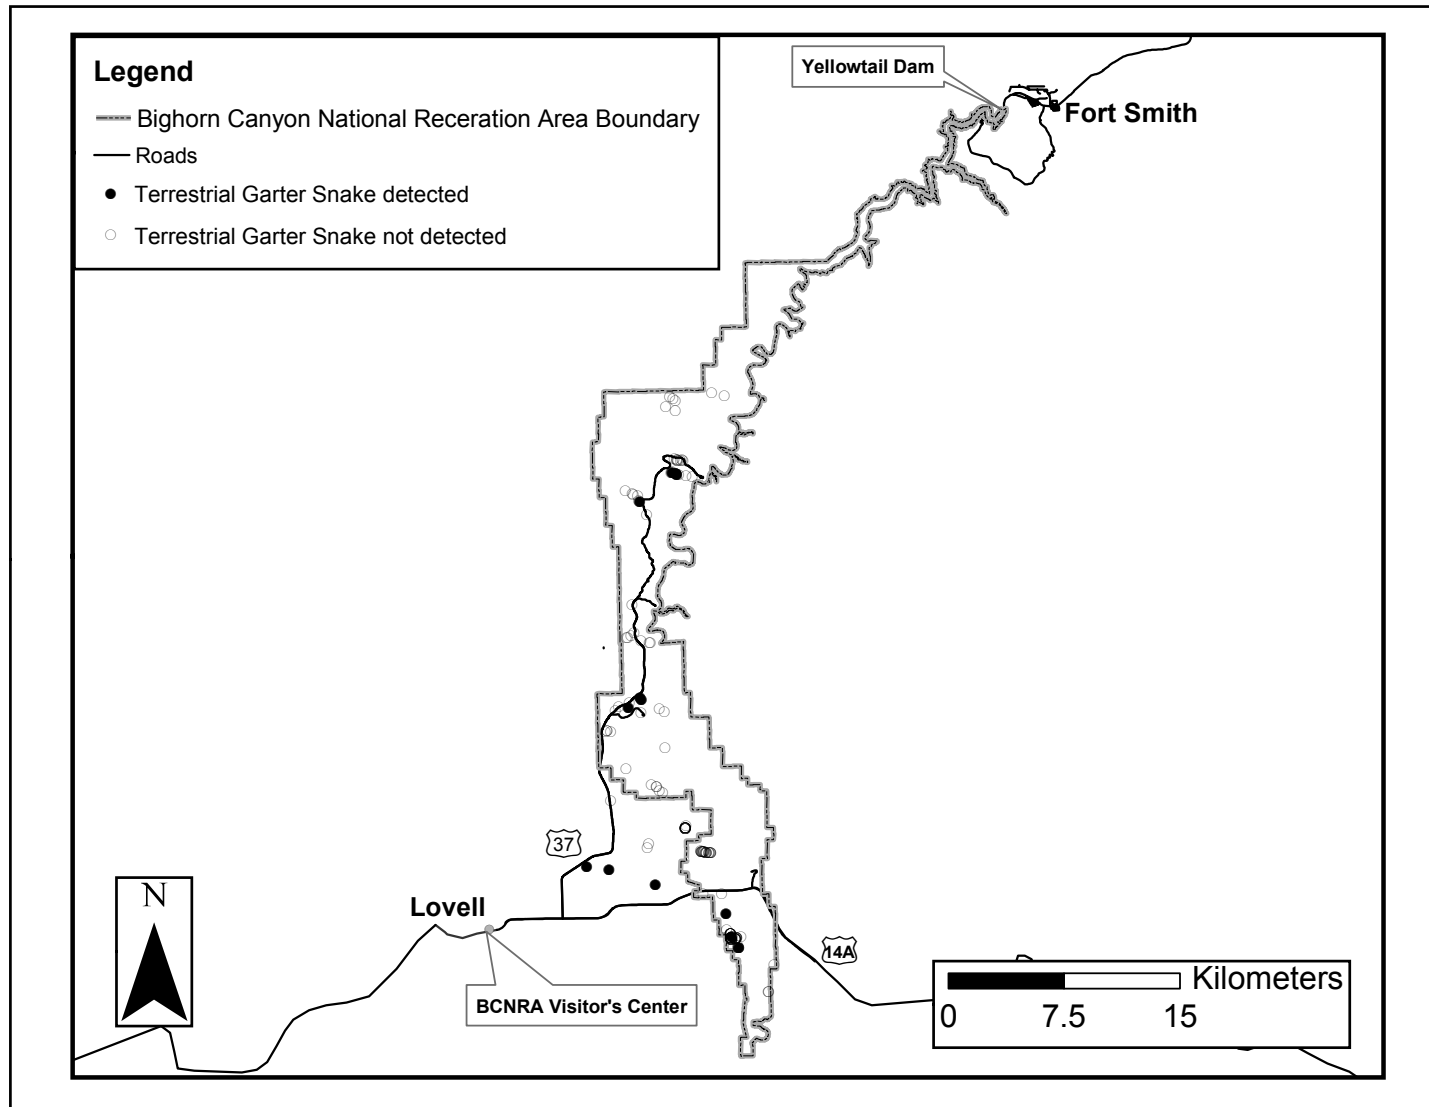 Legend
Bighorn Canyon National Receration Area Boundary
Roads
Terrestrial Garter Snake detected
Terrestrial Garter Snake not detected
Yellowtail Dam
Fort Smith
37
Lovell
N
14A
BCNRA Visitor's Center
Kilometers
0 7.5 15